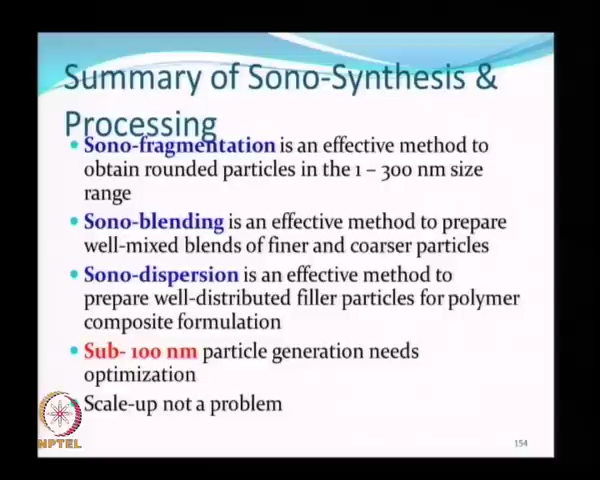 Summary of Sono-Synthesis &
Processing
Sono-fragmentation is an effective method to
obtain rounded particles in the 1 – 300 nm size
range
Sono-blending is an effective method to prepare
well-mixed blends of finer and coarser particles
Sono-dispersion is an effective method to
prepare well-distributed filler particles for polymer
composite formulation
Sub- 100 nm particle generation needs
optimization
Scale-up not a problem
NPTEL
154